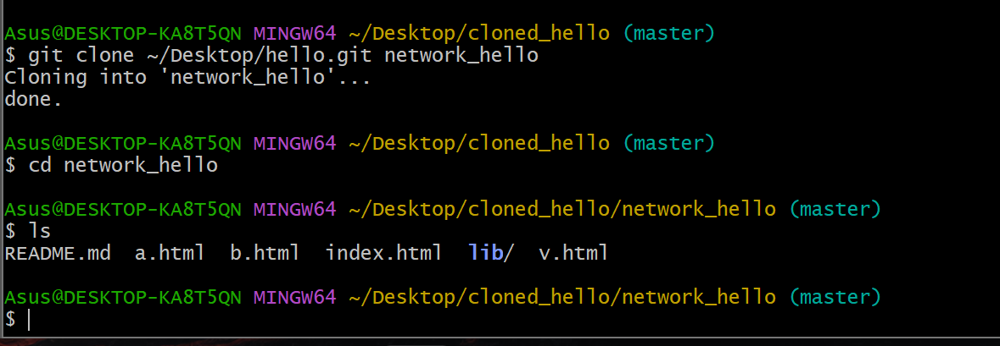 Asus@DESKTOP-KA8T5QN MINGW64 ~/Desktop/cloned_hello (master)
$ git clone ~/Desktop/hello.git network_hello
Cloning into 'network_hello'...
done.
Asus@DESKTOP-KA8T5QN MINGW64 ~/Desktop/cloned_hello (master)
$ cd network_hello
Asus@DESKTOP-KA8T5QN MINGW64 ~/Desktop/cloned_hello/network_hello (master)
$ ls
README.md  a.html  b.html  index.html  lib/  v.html
Asus@DESKTOP-KA8T5QN MINGW64 ~/Desktop/cloned_hello/network_hello (master)
$